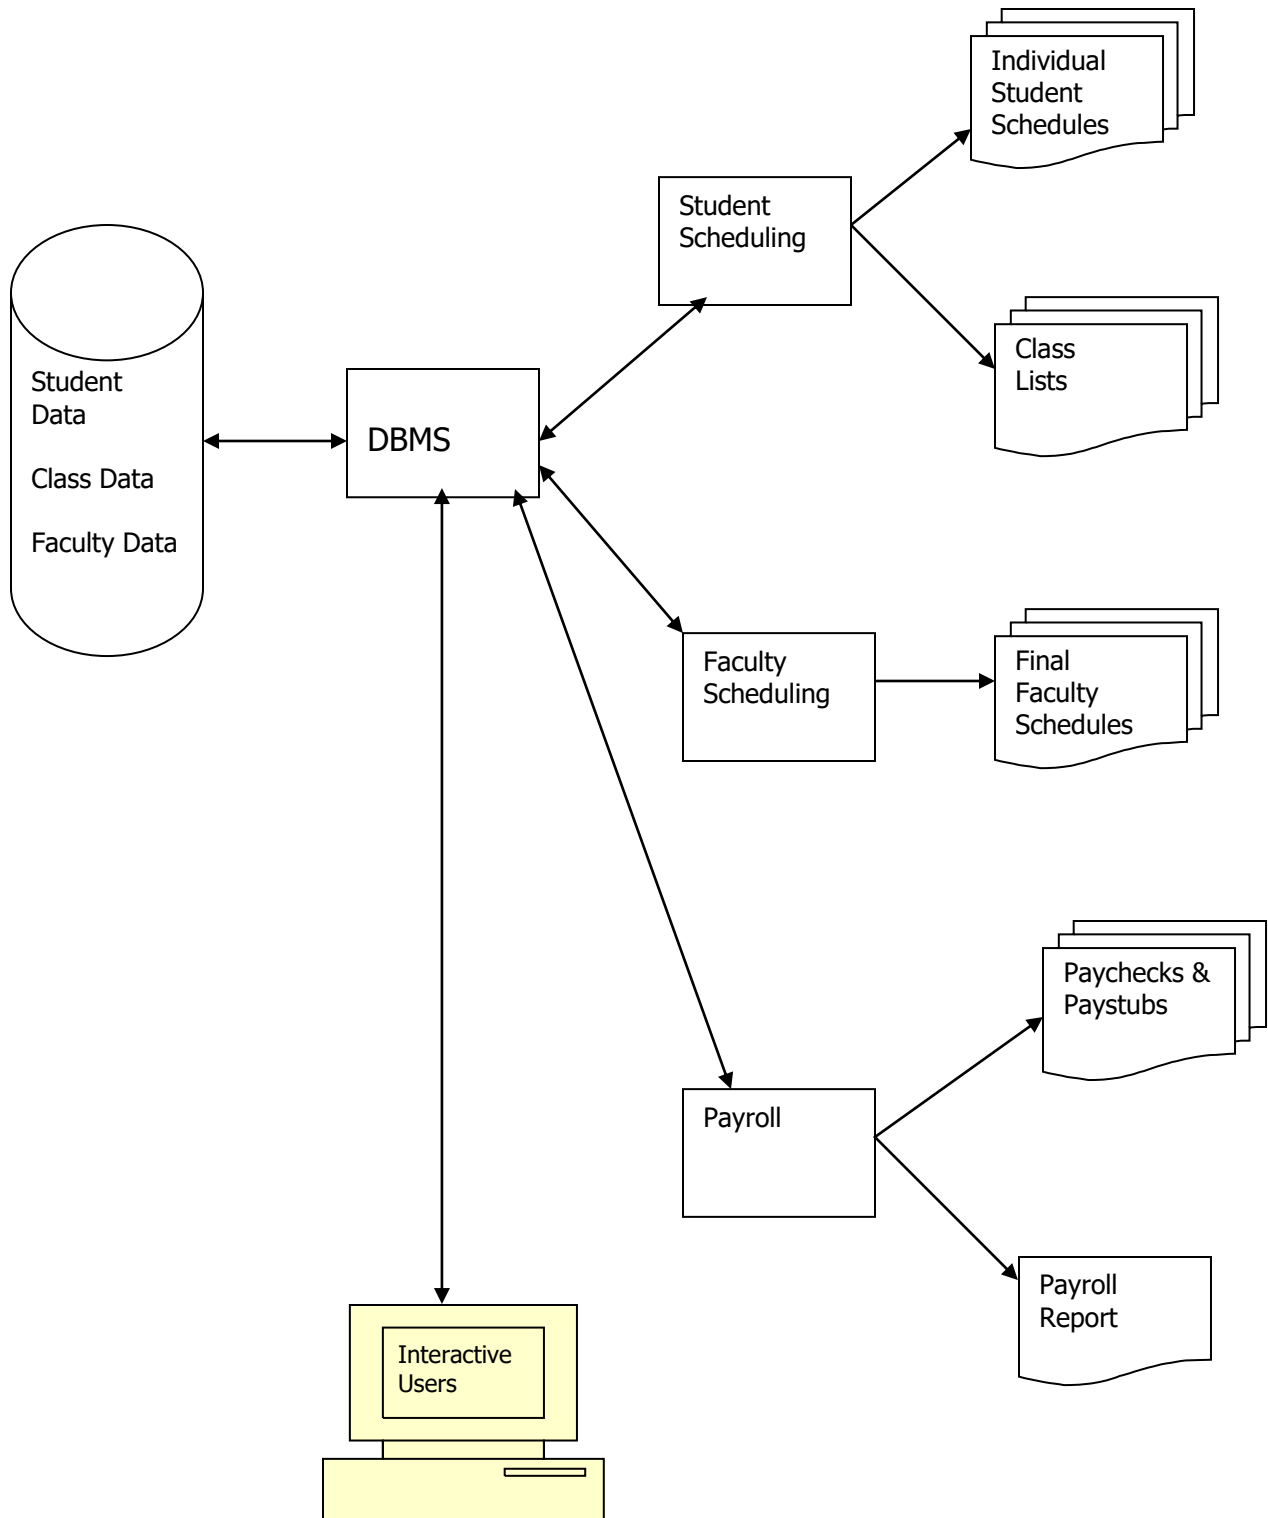 Individual
Student
Schedules
Student
Scheduling
Class
Lists
Student
Data
Class Data
Faculty Data
DBMS
Faculty
Scheduling
Final
Faculty
Schedules
Paychecks &
Paystubs
Payroll
Payroll
Report
Interactive
Users